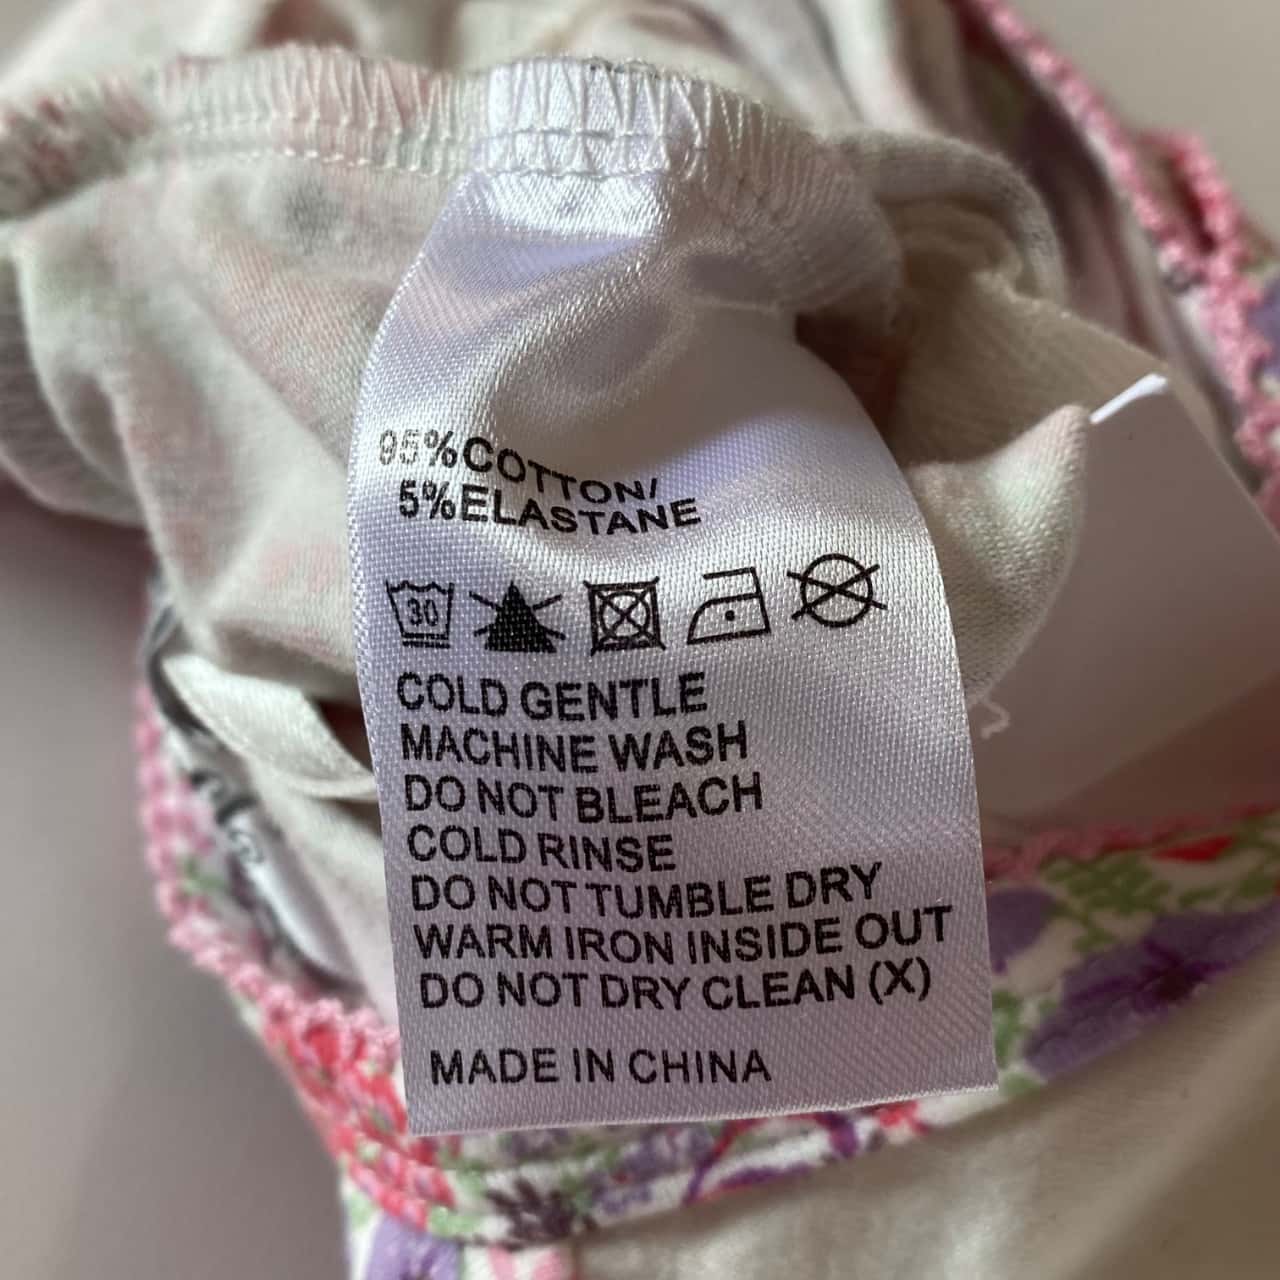 95%COTTON/
5%ELASTANE
30
COLD GENTLE
MACHINE WASH
DO NOT BLEACH
COLD RINSE
DO NOT TUMBLE DRY
WARM IRON INSIDE OUT
DO NOT DRY CLEAN (X)
MADE IN CHINA